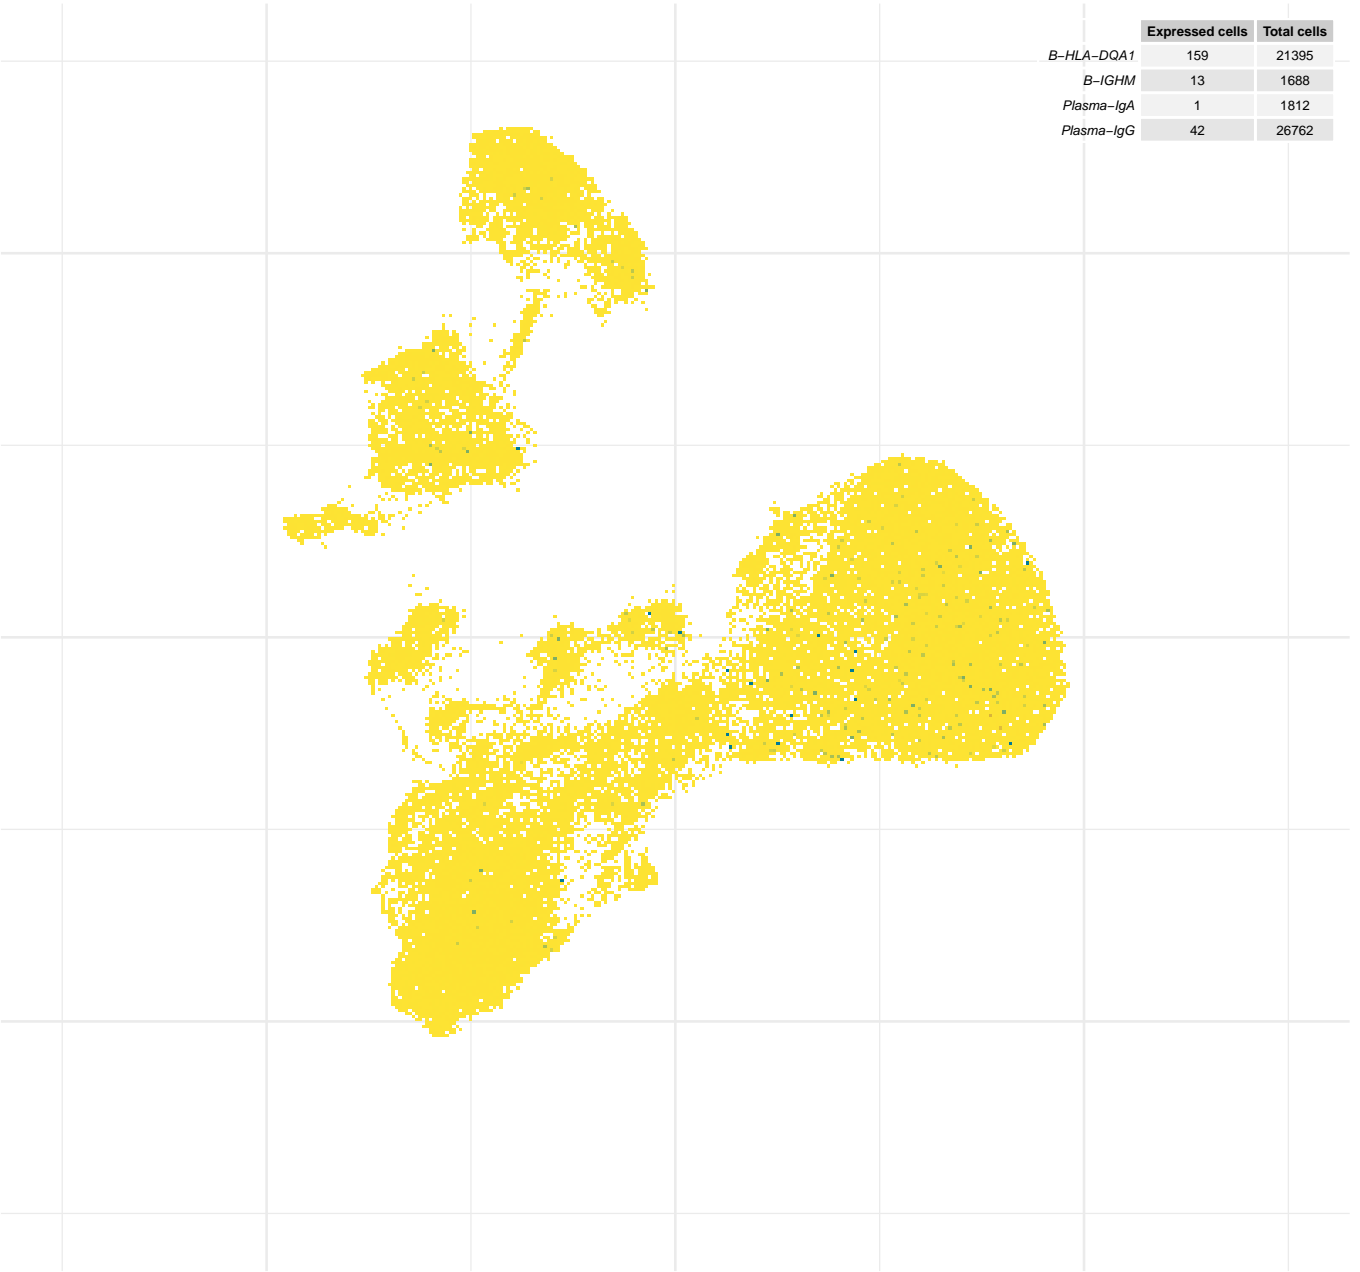 Expressed cells Total cells
B−HLA−DQA1 159 21395
B−IGHM 13 1688
Plasma−IgA 1 1812
Plasma−IgG 42 26762